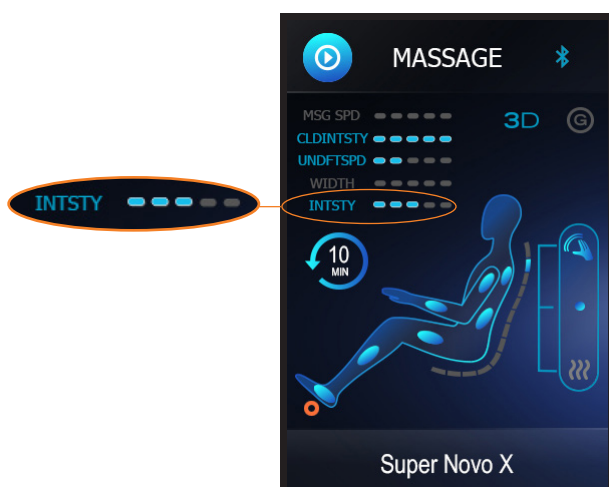 MASSAGE
MSG SPD
3D
G
CLDINTSTY
UNDFTSPD
WIDTH
INTSTY
INTSTY
10
MIN
Super Novo X